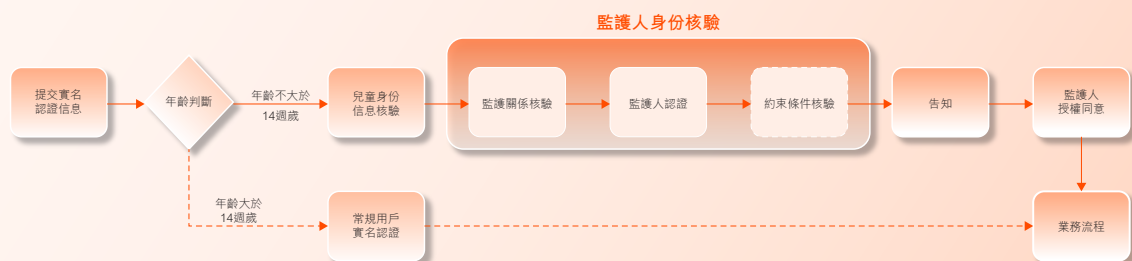 監護人身份核驗
提交實名
認證信息
年齡判斷
年齡不大於
14週歲
兒童身份
信息核驗
監護關係核驗
監護人認證
約束條件核驗
告知
監護人
授權同意
年齡大於
14週歲
常規用戶
實名認證
業務流程